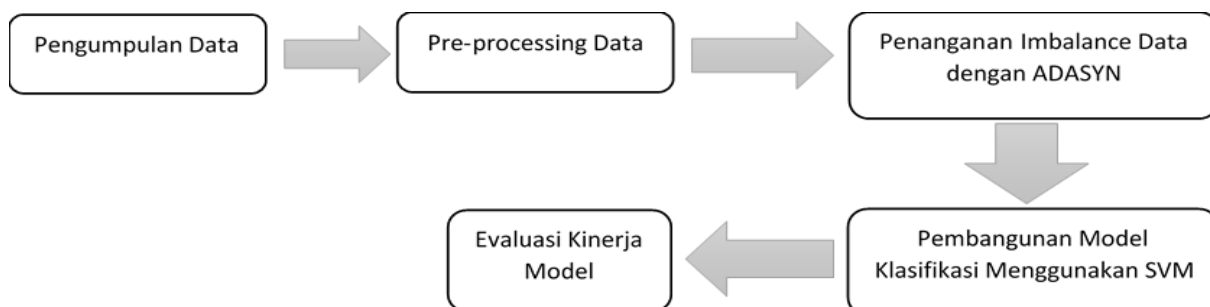 Pengumpulan Data
Pre-processing Data
Penanganan Imbalance Data
dengan ADASYN
Pembangunan Model
Klasifikasi Menggunakan SVM
Evaluasi Kinerja
Model